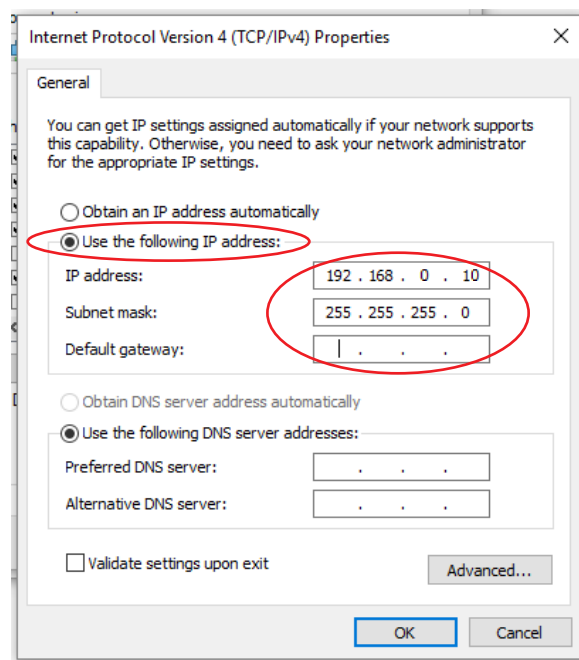 Internet Protocol Version 4 (TCP/IPv4) Properties
General
You can get IP settings assigned automatically if your network supports
this capability. Otherwise, you need to ask your network administrator
for the appropriate IP settings.
Obtain an IP address automatically
Use the following IP address:
IP address: 192 . 168 . 0 . 10
Subnet mask: 255 . 255 . 255 . 0
Default gateway: . . .
Obtain DNS server address automatically
Use the following DNS server addresses:
Preferred DNS server: . . .
Alternative DNS server: . . .
Validate settings upon exit
Advanced...
OK Cancel